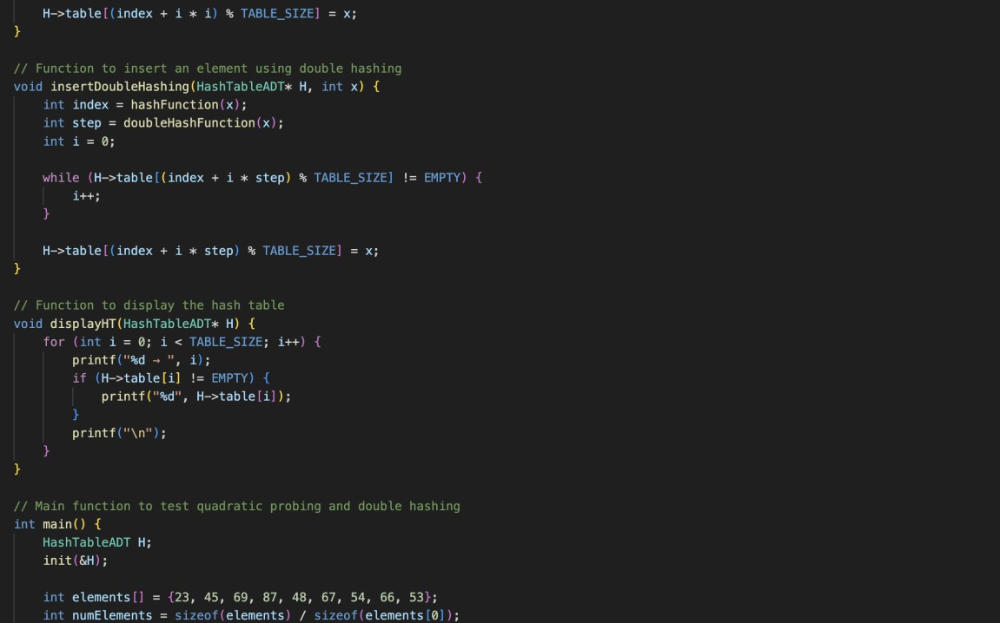 H->table[(index + i * i) % TABLE_SIZE] = x;
}
// Function to insert an element using double hashing
void insertDoubleHashing(HashTableADT* H, int x) {
int index = hashFunction(x);
int step = doubleHashFunction(x);
int i = 0;
while (H->table[(index + i * step) % TABLE_SIZE] != EMPTY) {
i++;
}
H->table[(index + i * step) % TABLE_SIZE] = x;
}
// Function to display the hash table
void displayHT(HashTableADT* H) {
for (int i = 0; i < TABLE_SIZE; i++) {
printf("%d → ", i);
if (H->table[i] != EMPTY) {
printf("%d", H->table[i]);
}
printf("\n");
}
}
// Main function to test quadratic probing and double hashing
int main() {
HashTableADT H;
init(&H);
int elements[] = {23, 45, 69, 87, 48, 67, 54, 66, 53};
int numElements = sizeof(elements) / sizeof(elements[0]);